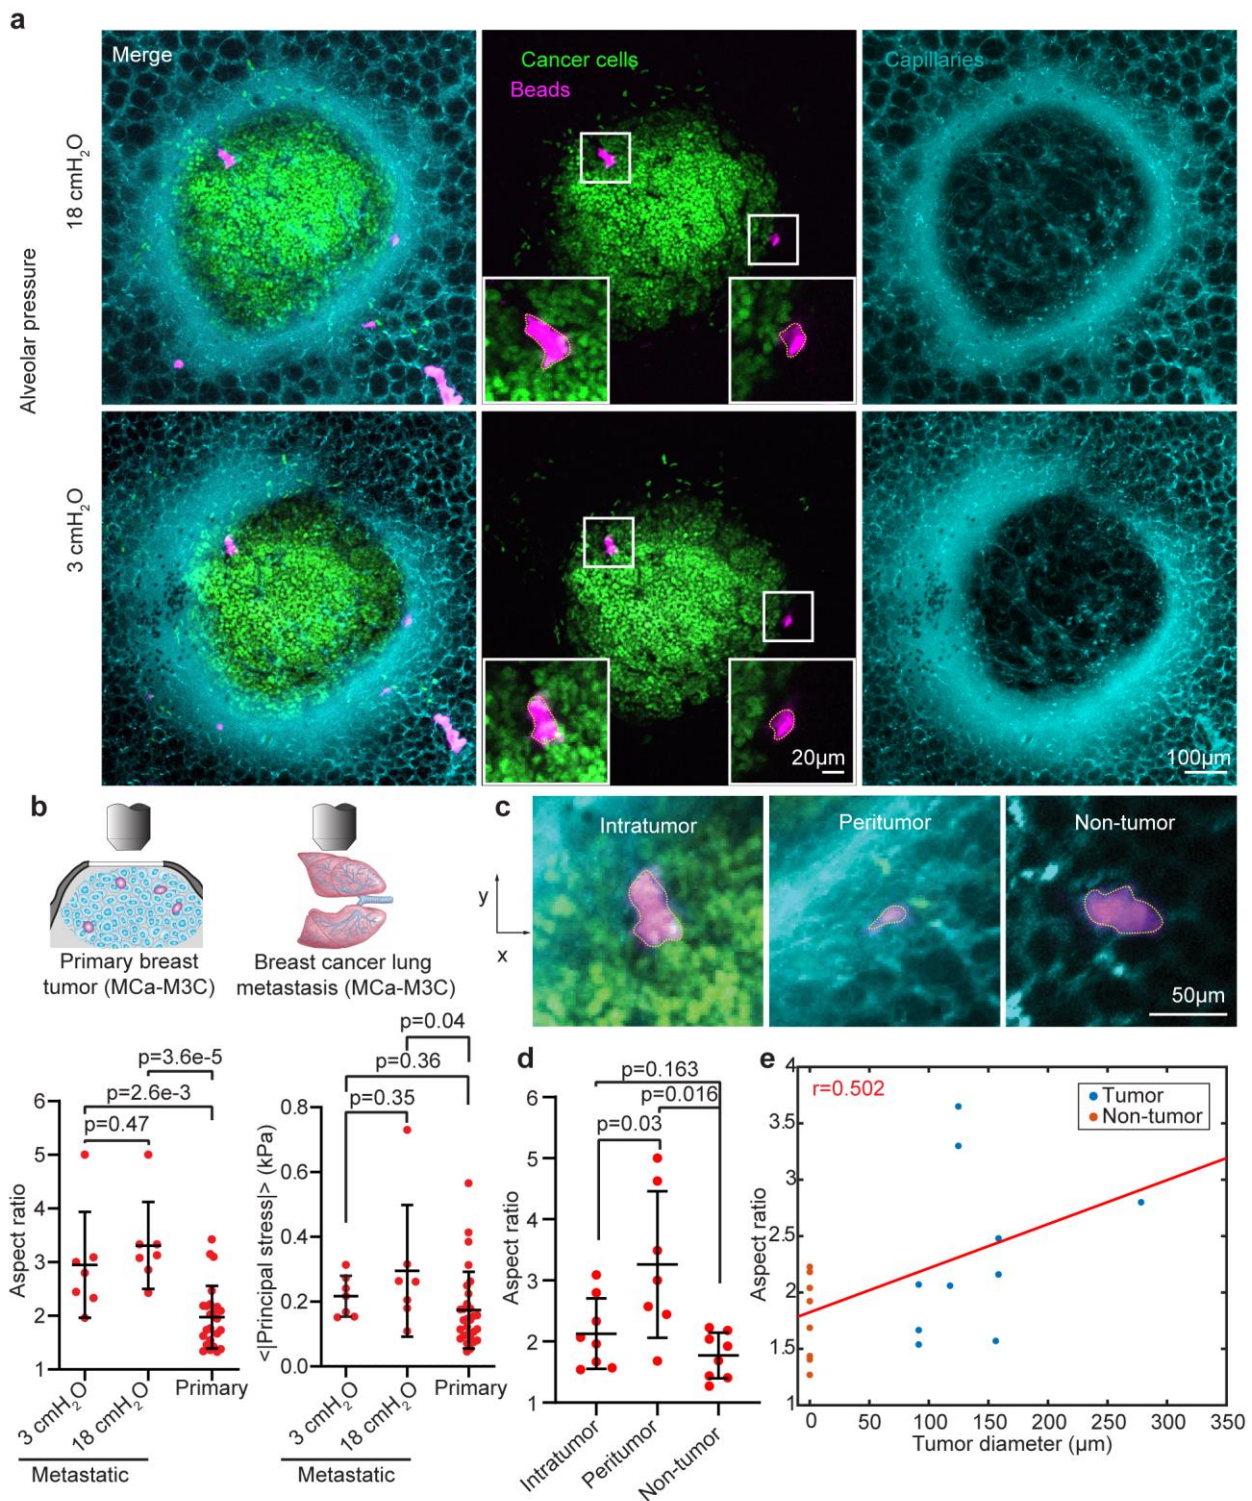 a
Merge
Cancer cells
Beads
Capillaries
Alveolar pressure
18 cmH2O
3 cmH2O
20µm
100µm
b
Primary breast
tumor (MCa-M3C)
Breast cancer lung
metastasis (MCa-M3C)
c
y
x
Intratumor
Peritumor
Non-tumor
50µm
p=3.6e-5
p=2.6e-3
p=0.47
Aspect ratio
6
5
4
3
2
1
3 cmH2O
18 cmH2O
Primary
Metastatic
p=0.04
p=0.36
p=0.35
<|Principal stress|> (kPa)
0.8
0.6
0.4
0.2
0.0
3 cmH2O
18 cmH2O
Primary
Metastatic
d
p=0.163
p=0.016
p=0.03
Aspect ratio
6
5
4
3
2
1
Intratumor
Peritumor
Non-tumor
e
r=0.502
Tumor
Non-tumor
Aspect ratio
4
3.5
3
2.5
2
1.5
1
0 50 100 150 200 250 300 350
Tumor diameter (µm)